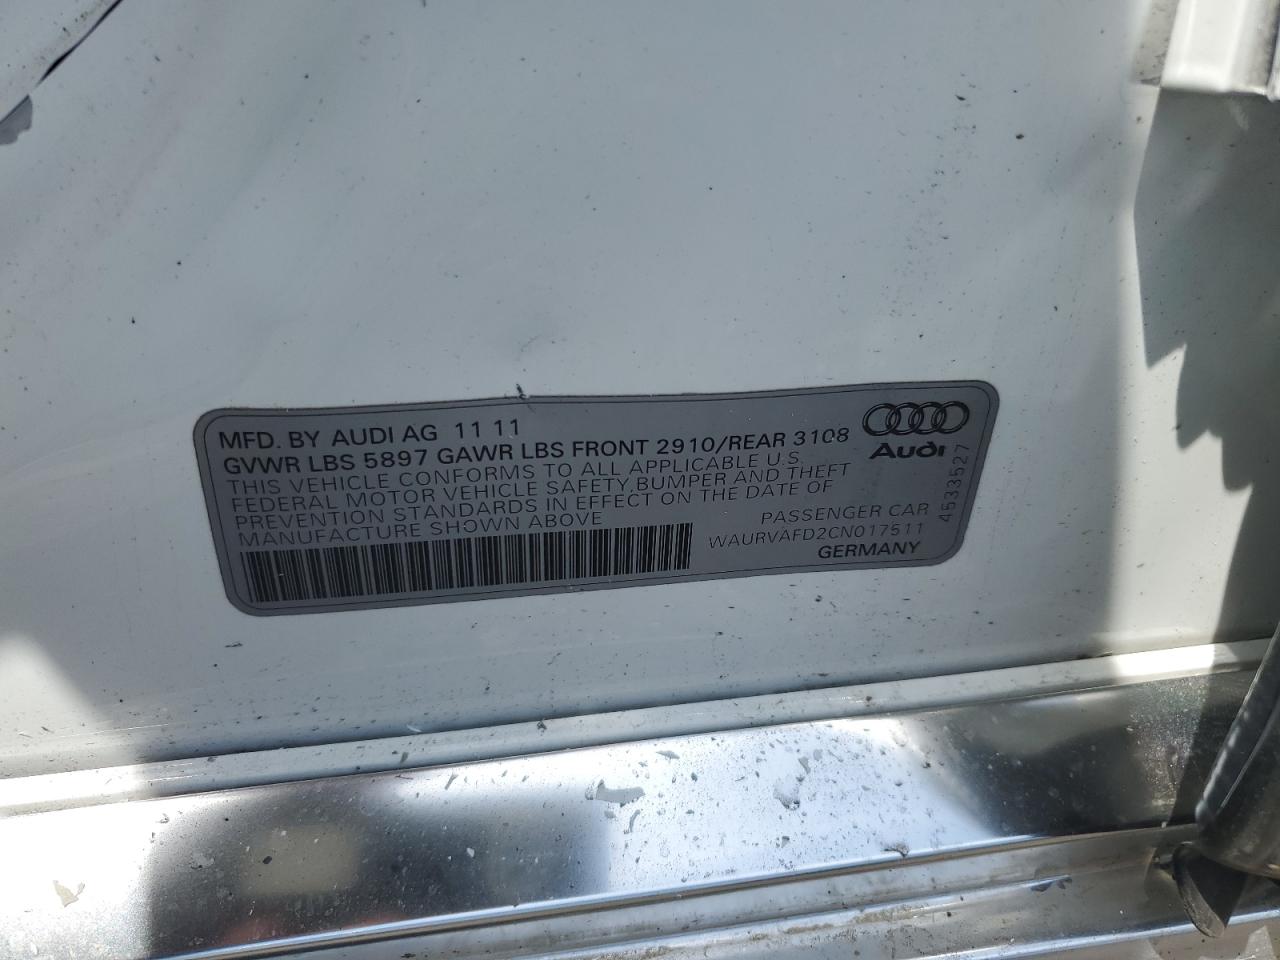 MFD. BY AUDI AG 11 11
GVWR LBS 5897 GAWR LBS FRONT 2910/REAR 3108
THIS VEHICLE CONFORMS TO ALL APPLICABLE U.S.
FEDERAL MOTOR VEHICLE SAFETY, BUMPER AND THEFT
PREVENTION STANDARDS IN EFFECT ON THE DATE OF
MANUFACTURE SHOWN ABOVE
PASSENGER CAR
WAURVAFD2CN017511
GERMANY
Audi
4533527